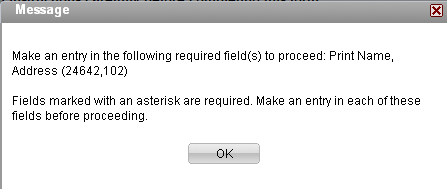 Message
Make an entry in the following required field(s) to proceed: Print Name,
Address (24642,102)
Fields marked with an asterisk are required. Make an entry in each of these
fields before proceeding.
OK